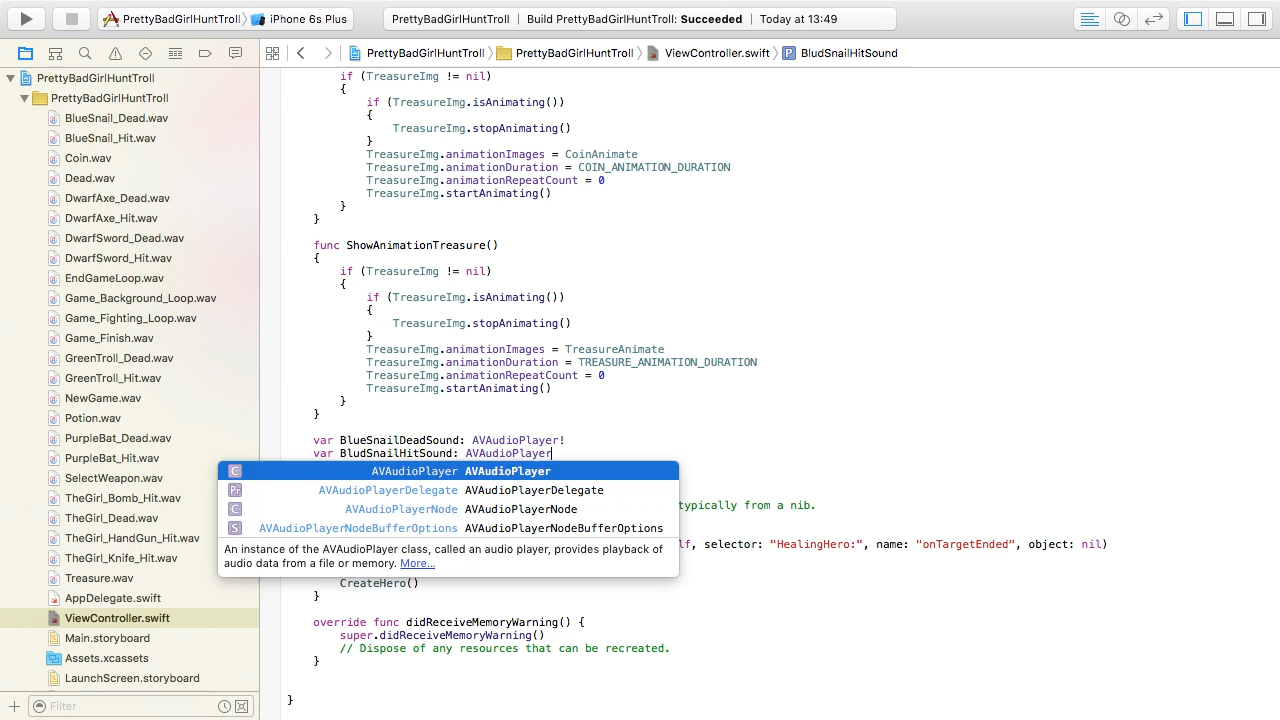 PrettyBadGirlHuntTroll 〉 iPhone 6s Plus
PrettyBadGirlHuntTroll | Build PrettyBadGirlHuntTroll: Succeeded | Today at 13:49
PrettyBadGirlHuntTroll 〉 PrettyBadGirlHuntTroll 〉 ViewController.swift 〉 P BludSnailHitSound
PrettyBadGirlHuntTroll
PrettyBadGirlHuntTroll
BlueSnail_Dead.wav
BlueSnail_Hit.wav
Coin.wav
Dead.wav
DwarfAxe_Dead.wav
DwarfAxe_Hit.wav
DwarfSword_Dead.wav
DwarfSword_Hit.wav
EndGameLoop.wav
Game_Background_Loop.wav
Game_Fighting_Loop.wav
Game_Finish.wav
GreenTroll_Dead.wav
GreenTroll_Hit.wav
NewGame.wav
Potion.wav
PurpleBat_Dead.wav
PurpleBat_Hit.wav
SelectWeapon.wav
TheGirl_Bomb_Hit.wav
TheGirl_Dead.wav
TheGirl_HandGun_Hit.wav
TheGirl_Knife_Hit.wav
Treasure.wav
AppDelegate.swift
ViewController.swift
Main.storyboard
Assets.xcassets
LaunchScreen.storyboard
Filter
if (TreasureImg != nil)
{
if (TreasureImg.isAnimating())
{
TreasureImg.stopAnimating()
}
TreasureImg.animationImages = CoinAnimate
TreasureImg.animationDuration = COIN_ANIMATION_DURATION
TreasureImg.animationRepeatCount = 0
TreasureImg.startAnimating()
}
}
func ShowAnimationTreasure()
{
if (TreasureImg != nil)
{
if (TreasureImg.isAnimating())
{
TreasureImg.stopAnimating()
}
TreasureImg.animationImages = TreasureAnimate
TreasureImg.animationDuration = TREASURE_ANIMATION_DURATION
TreasureImg.animationRepeatCount = 0
TreasureImg.startAnimating()
}
}
var BlueSnailDeadSound: AVAudioPlayer!
var BludSnailHitSound: AVAudioPlayer
C AVAudioPlayer AVAudioPlayer
Pr AVAudioPlayerDelegate AVAudioPlayerDelegate
C AVAudioPlayerNode AVAudioPlayerNode
S AVAudioPlayerNodeBufferOptions AVAudioPlayerNodeBufferOptions
An instance of the AVAudioPlayer class, called an audio player, provides playback of
audio data from a file or memory. More...
typically from a nib.
lf, selector: "HealingHero:", name: "onTargetEnded", object: nil)
CreateHero()
}
override func didReceiveMemoryWarning() {
super.didReceiveMemoryWarning()
// Dispose of any resources that can be recreated.
}
}